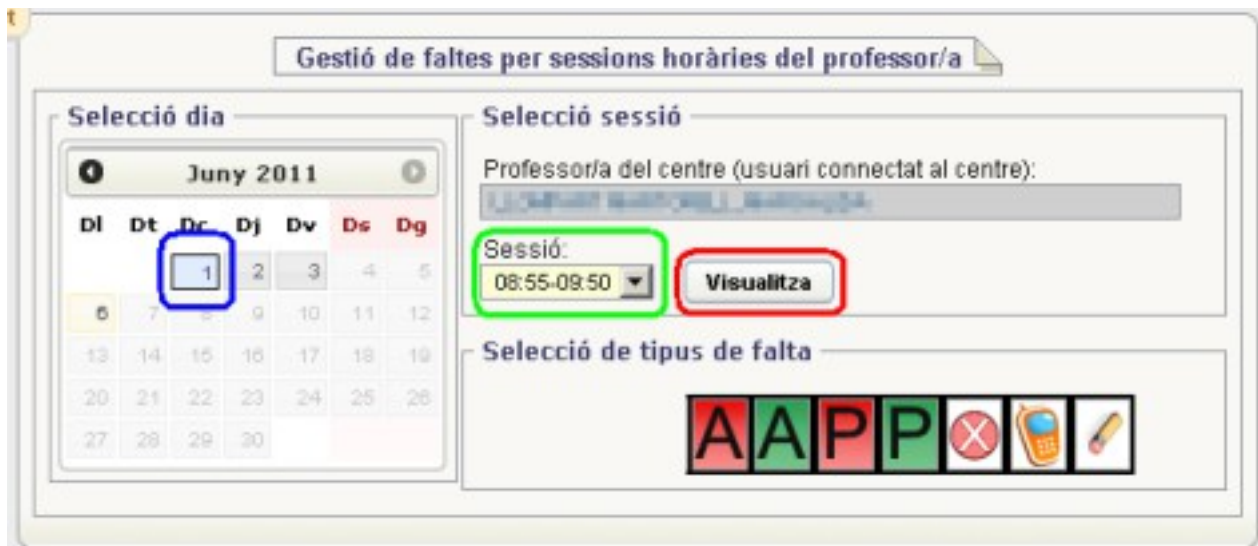 t
Gestió de faltes per sessions horàries del professor/a
Selecció dia
Juny 2011
Dl Dt Dc Dj Dv Ds Dg
1 2 3 4 5
6 7 8 9 10 11 12
13 14 15 16 17 18 19
20 21 22 23 24 25 26
27 28 29 30
Selecció sessió
Professor/a del centre (usuari connectat al centre):
Sessió:
08:55-09:50
Visualitza
Selecció de tipus de falta
A A P P